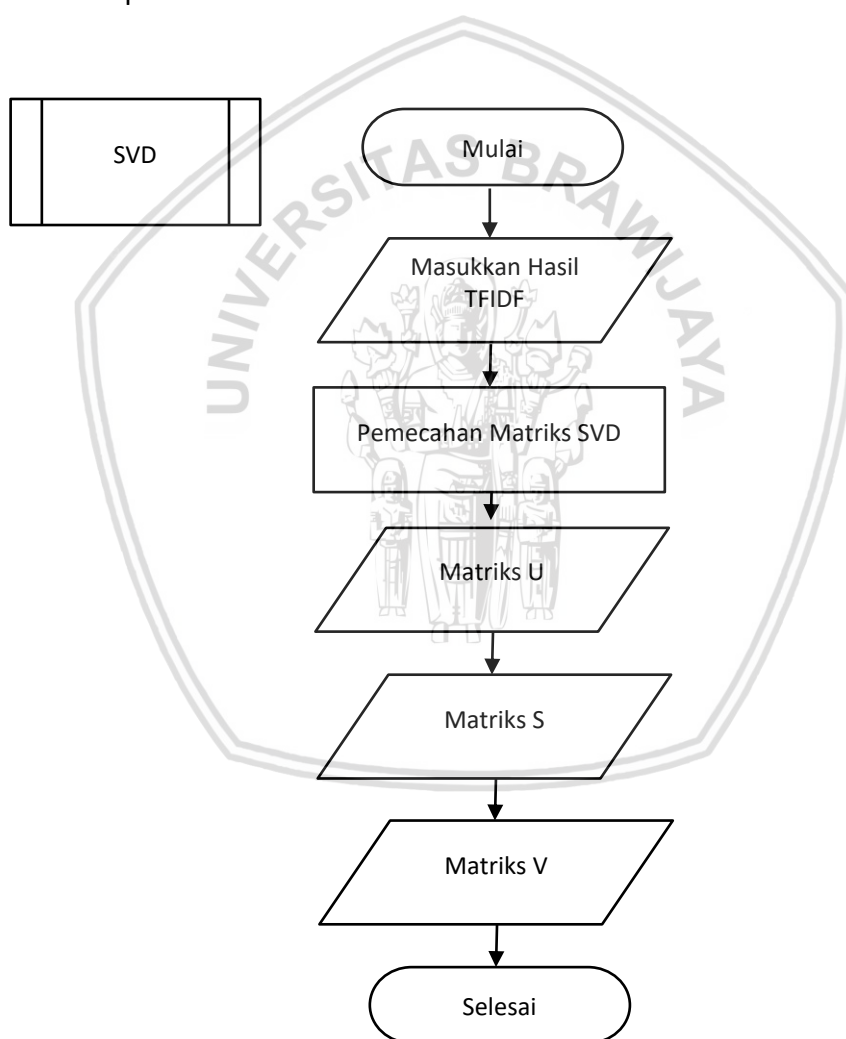 SVD
Mulai
UNIVERSITAS BRAWIJAYA
Masukkan Hasil
TFIDF
Pemecahan Matriks SVD
Matriks U
Matriks S
Matriks V
Selesai